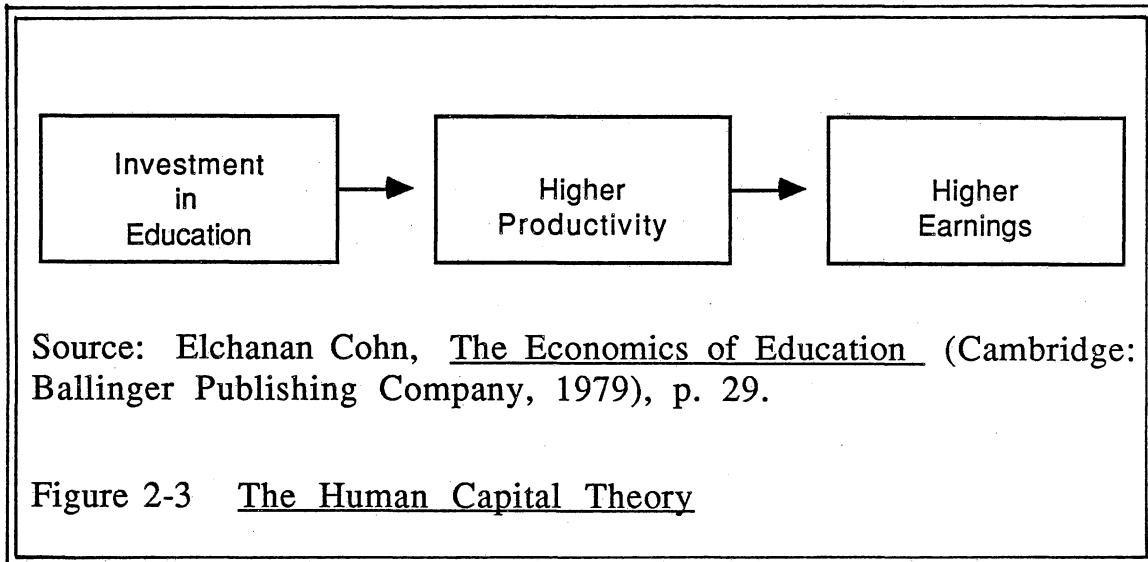 Investment
in
Education
Higher
Productivity
Higher
Earnings
Source: Elchanan Cohn, The Economics of Education (Cambridge:
Ballinger Publishing Company, 1979), p. 29.
Figure 2-3 The Human Capital Theory